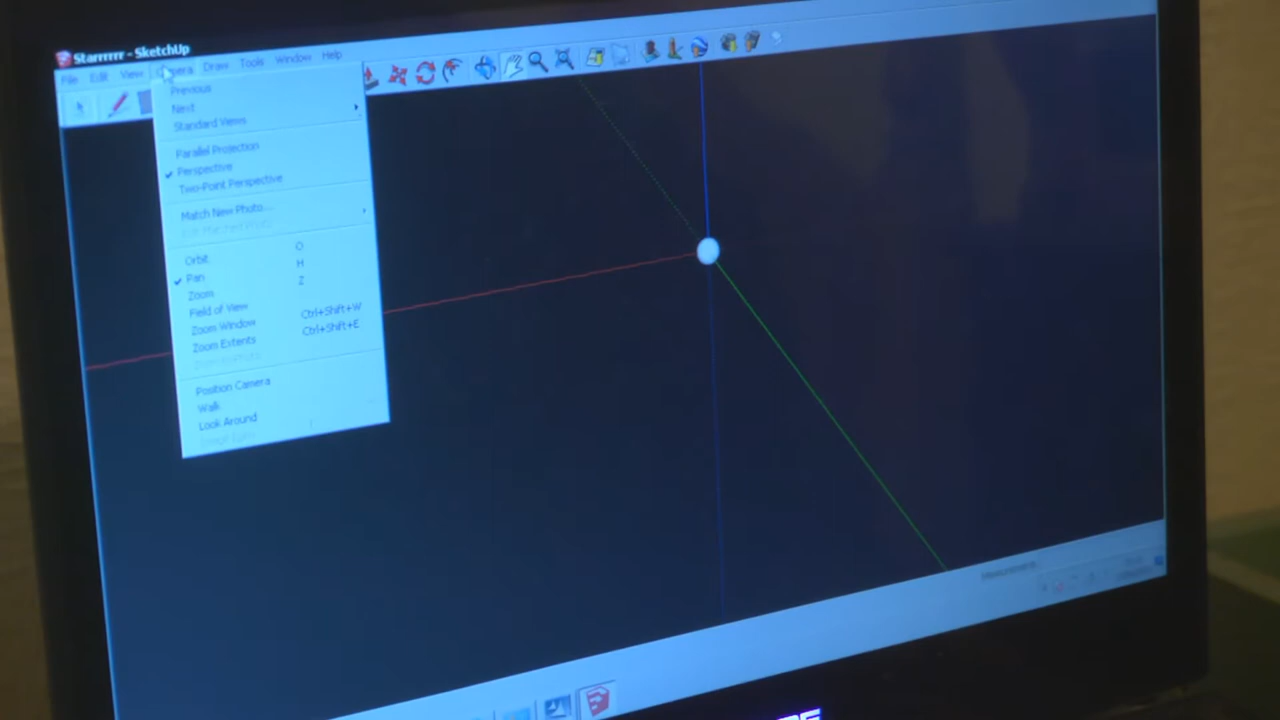 Starrrrrr - SketchUp
File Edit View Camera Draw Tools Window Help
Previous
Next
Standard Views
Parallel Projection
Perspective
Two-Point Perspective
Match New Photo...
Orbit O
Pan H
Zoom Z
Field of View
Zoom Window Ctrl+Shift+W
Zoom Extents Ctrl+Shift+E
Position Camera
Walk
Look Around